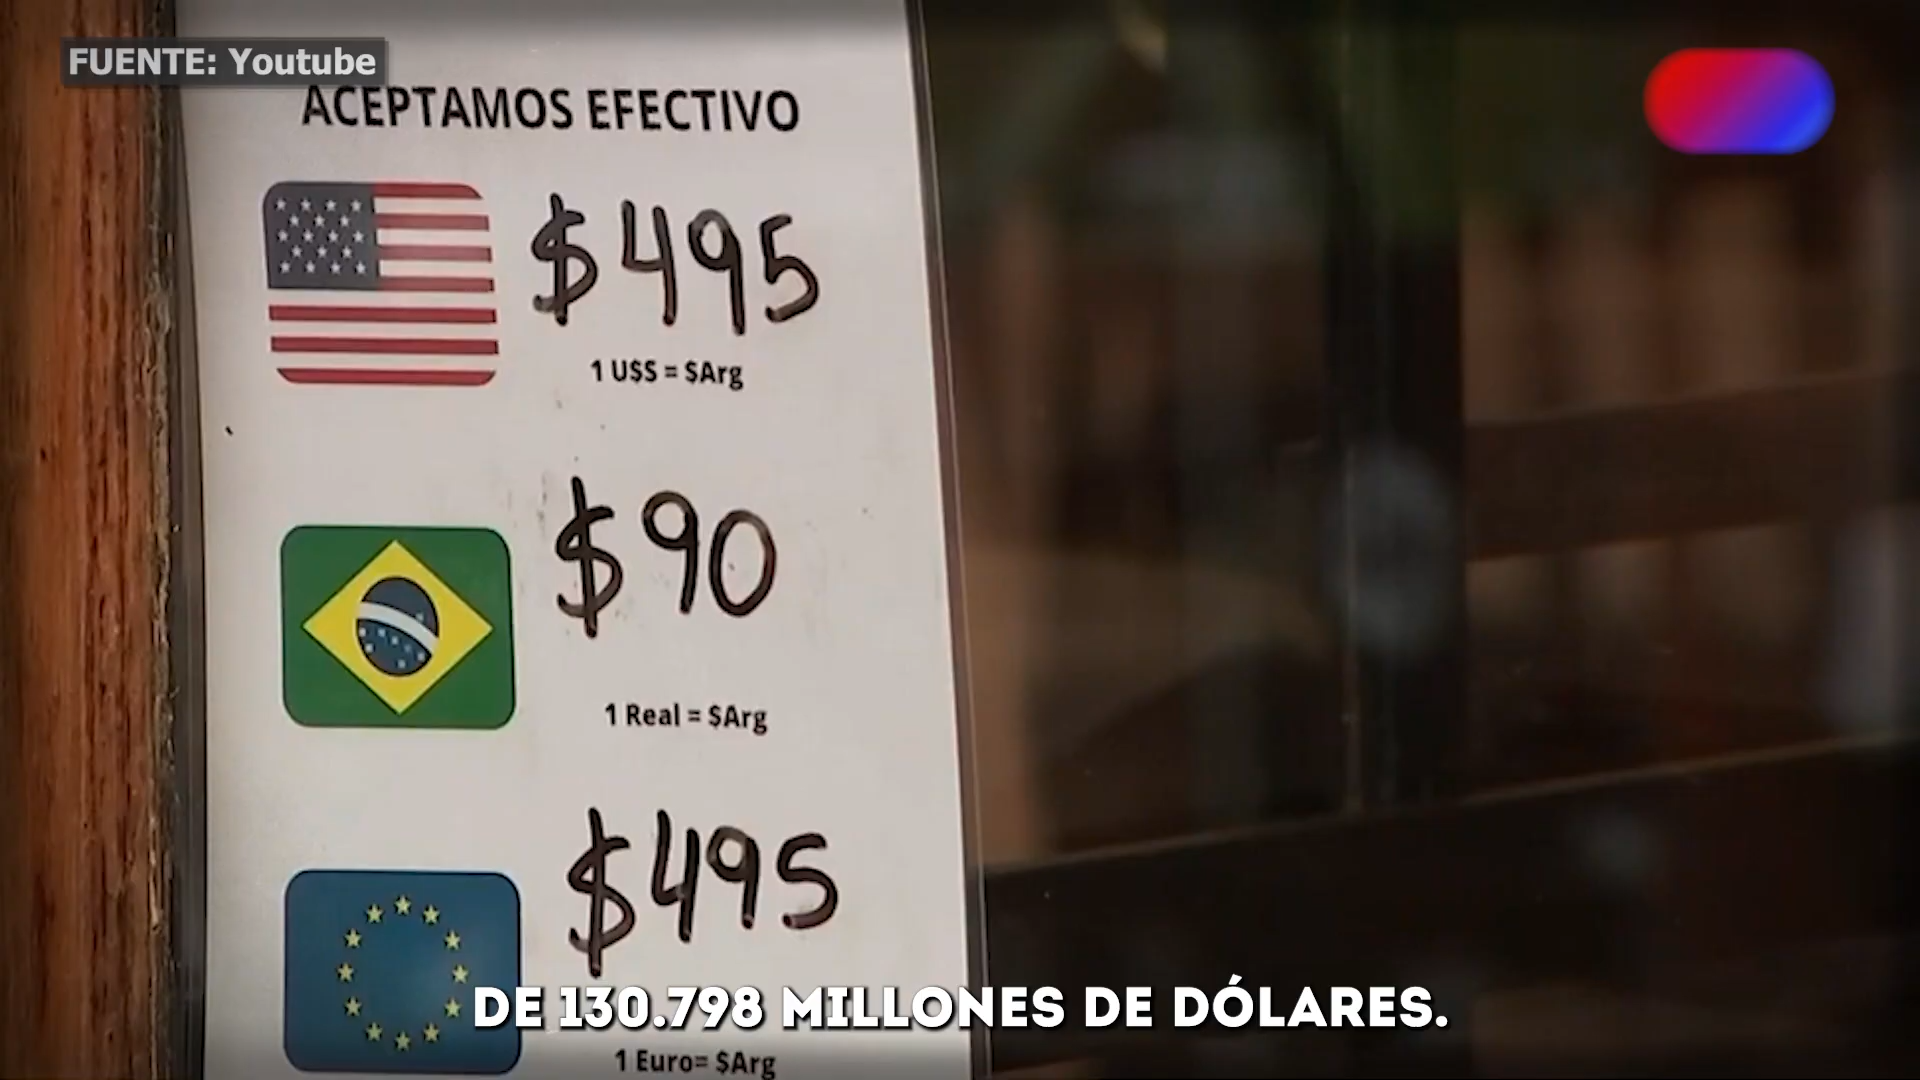 FUENTE: Youtube
ACEPTAMOS EFECTIVO
$495
1 U$S = $Arg
$90
1 Real = $Arg
$495
DE 130.798 MILLONES DE DÓLARES.
1 Euro= $Arg